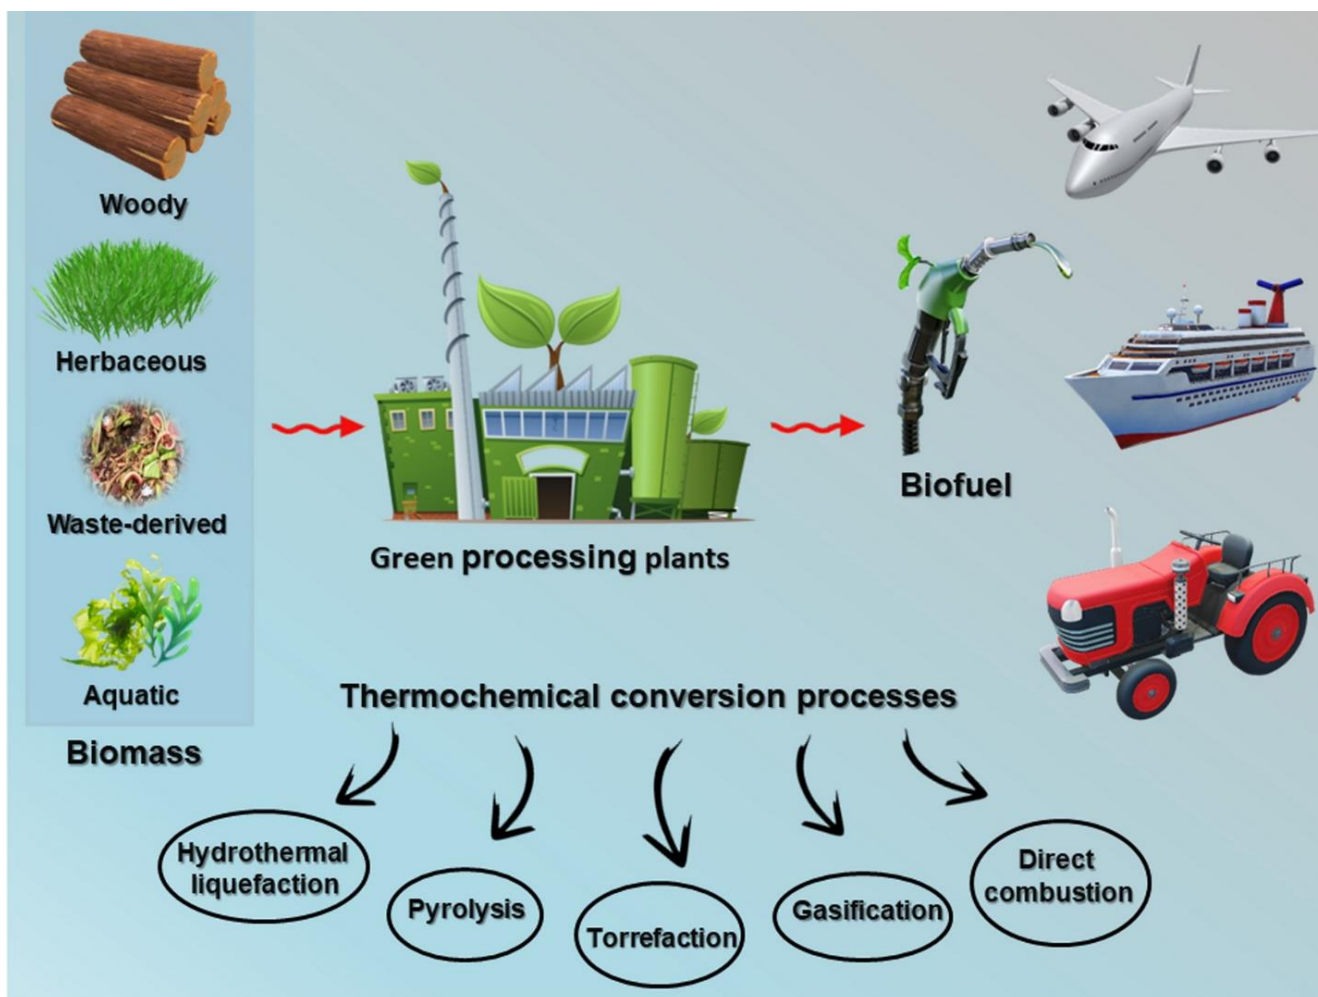 Woody
Herbaceous
Waste-derived
Aquatic
Biomass
Green processing plants
Biofuel
Thermochemical conversion processes
Hydrothermal
liquefaction
Pyrolysis
Torrefaction
Gasification
Direct
combustion